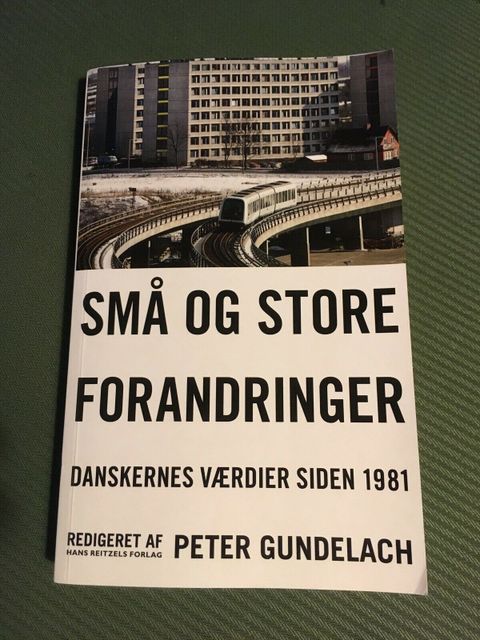 SMÅ OG STORE
FORANDRINGER
DANSKERNES VÆRDIER SIDEN 1981
REDIGERET AF
HANS REITZELS FORLAG
PETER GUNDELACH